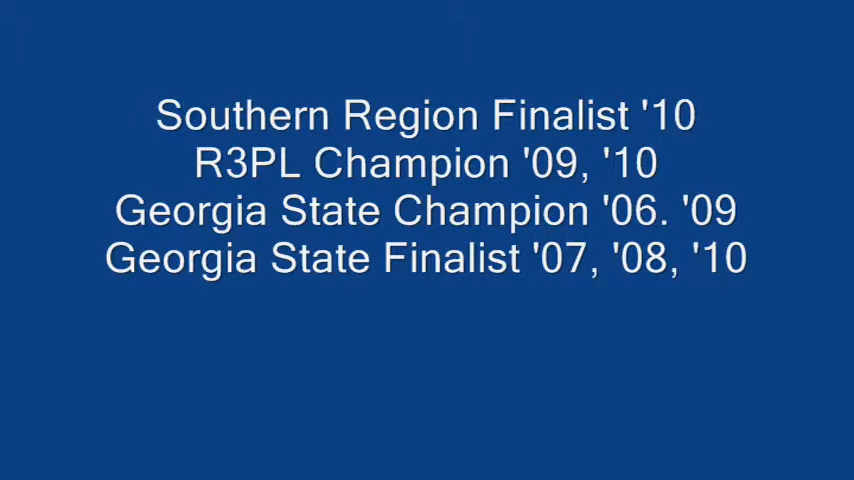 Southern Region Finalist '10
R3PL Champion '09, '10
Georgia State Champion '06. '09
Georgia State Finalist '07, '08, '10